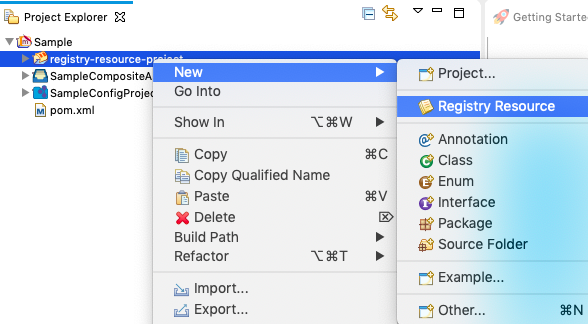 Project Explorer
Getting Starte
Sample
registry-resource-project
SampleCompositeA
SampleConfigProje
pom.xml
New
Go Into
Show In ⌥⌘W
Copy ⌘C
Copy Qualified Name
Paste ⌘V
Delete ⌦
Build Path
Refactor ⌥⌘T
Import...
Export...
Project...
Registry Resource
Annotation
Class
Enum
Interface
Package
Source Folder
Example...
Other... ⌘N